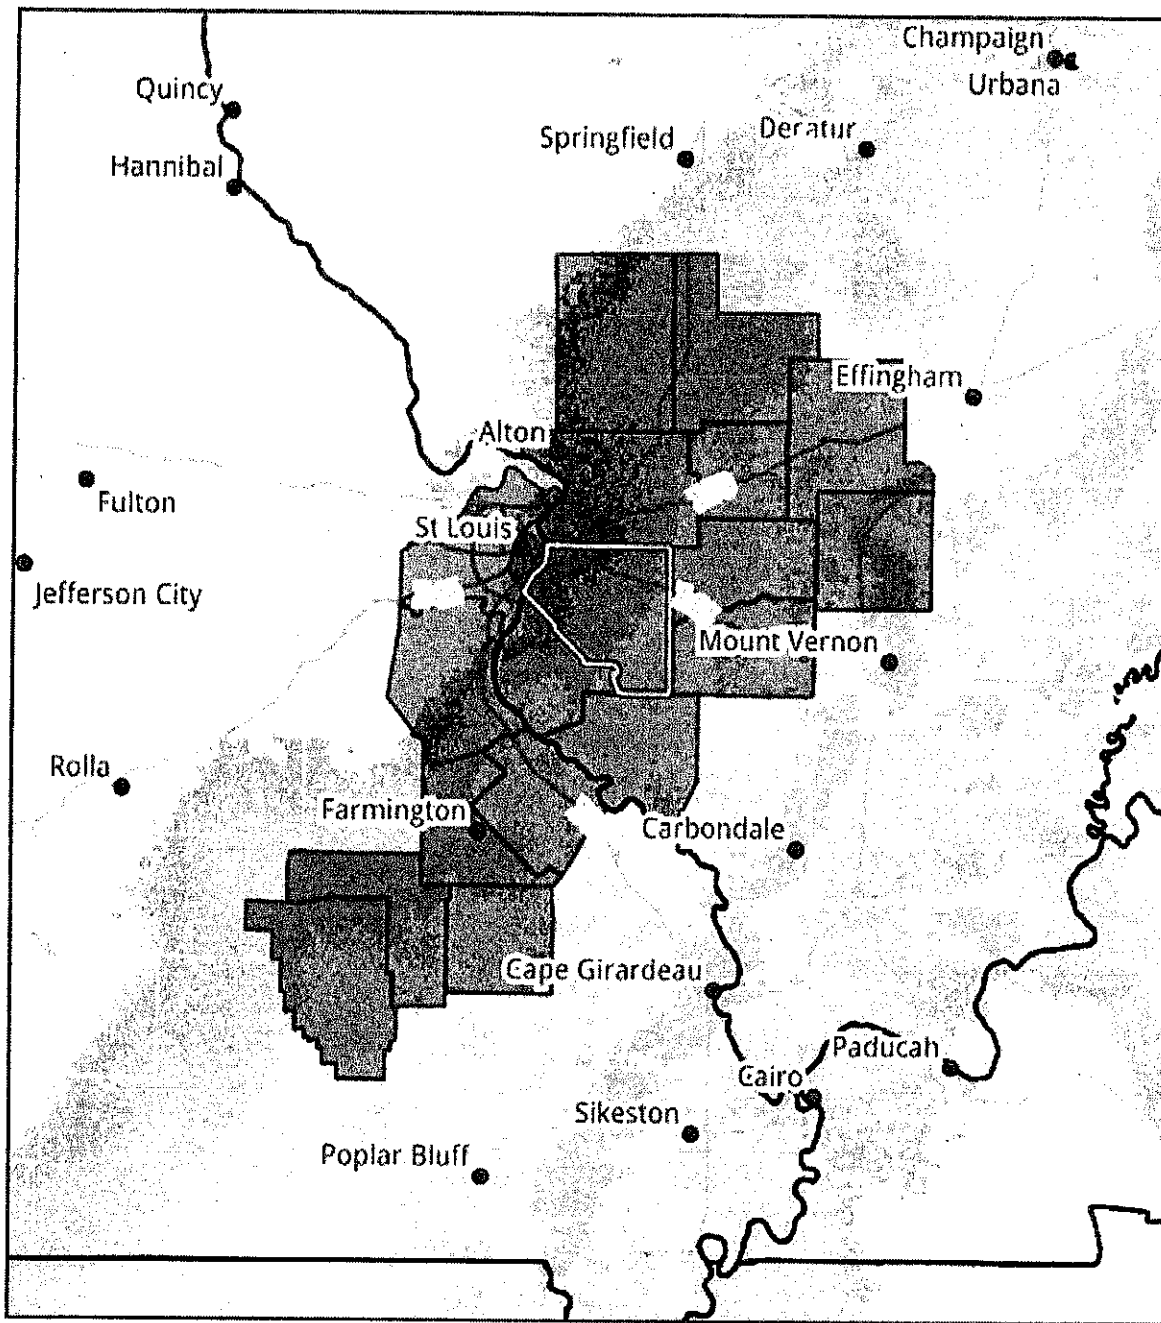 Champaign
Urbana
Quincy
Springfield
Deratur
Hannibal
Effingham
Alton
Fulton
St Louis
Jefferson City
Mount Vernon
Rolla
Farmington
Carbondale
Cape Girardeau
Paducah
Cairo
Sikeston
Poplar Bluff